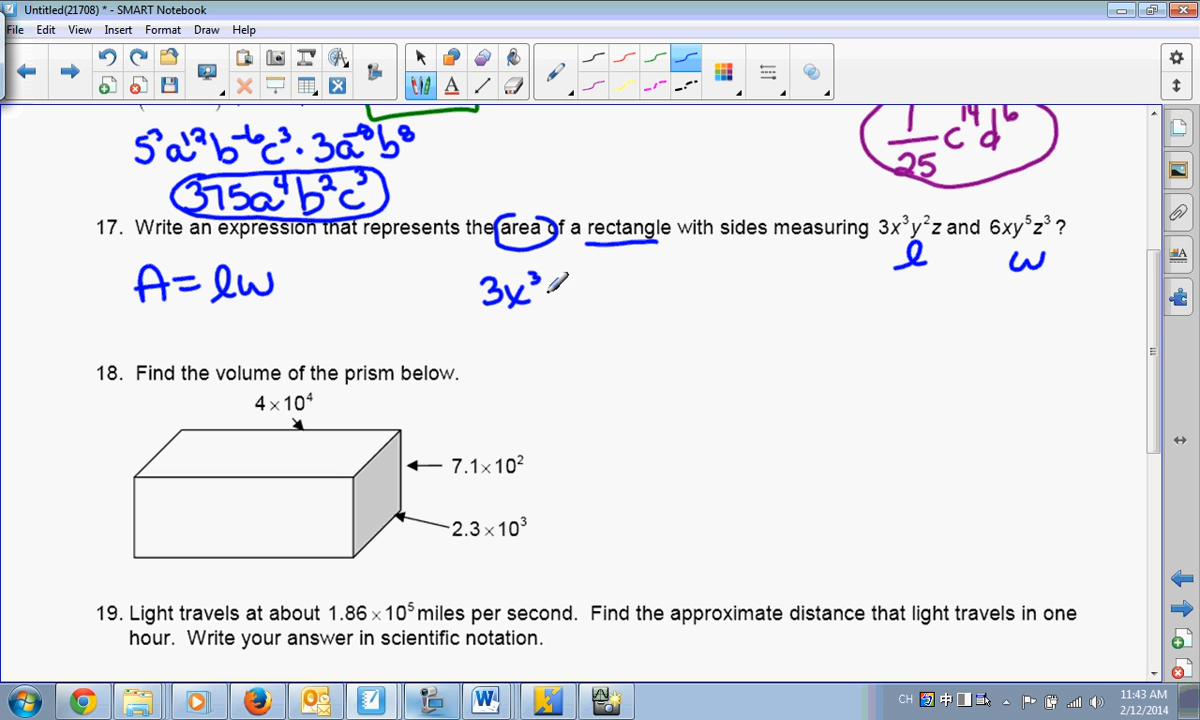 Untitled(21708) * - SMART Notebook
File Edit View Insert Format Draw Help
5³a¹²b⁻⁶c³ · 3a⁻⁸b⁸
375a⁴b²c³
1/25 c¹⁴d⁶
17. Write an expression that represents the area of a rectangle with sides measuring 3x³y²z and 6xy⁵z³ ?
l w
A = lw 3x³
18. Find the volume of the prism below.
4 × 10⁴
7.1 × 10²
2.3 × 10³
19. Light travels at about 1.86 × 10⁵ miles per second. Find the approximate distance that light travels in one
hour. Write your answer in scientific notation.
CH 中 11:43 AM
2/12/2014